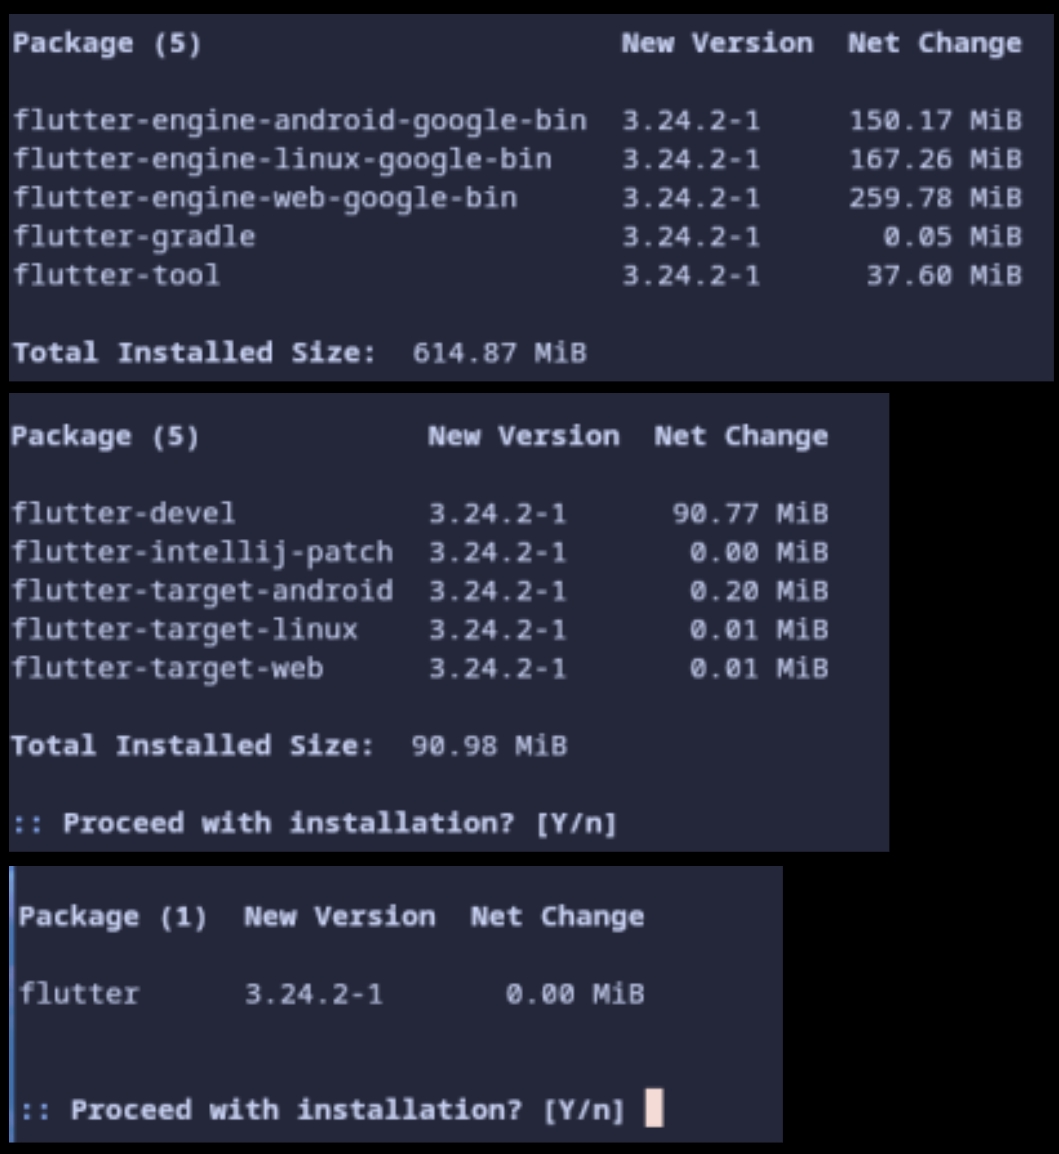 Package (5)                         New Version  Net Change
flutter-engine-android-google-bin  3.24.2-1     150.17 MiB
flutter-engine-linux-google-bin    3.24.2-1     167.26 MiB
flutter-engine-web-google-bin      3.24.2-1     259.78 MiB
flutter-gradle                     3.24.2-1       0.05 MiB
flutter-tool                       3.24.2-1      37.60 MiB
Total Installed Size:  614.87 MiB
Package (5)             New Version  Net Change
flutter-devel           3.24.2-1      90.77 MiB
flutter-intellij-patch  3.24.2-1       0.00 MiB
flutter-target-android  3.24.2-1       0.20 MiB
flutter-target-linux    3.24.2-1       0.01 MiB
flutter-target-web      3.24.2-1       0.01 MiB
Total Installed Size:  90.98 MiB
:: Proceed with installation? [Y/n]
Package (1)  New Version  Net Change
flutter      3.24.2-1       0.00 MiB
:: Proceed with installation? [Y/n]